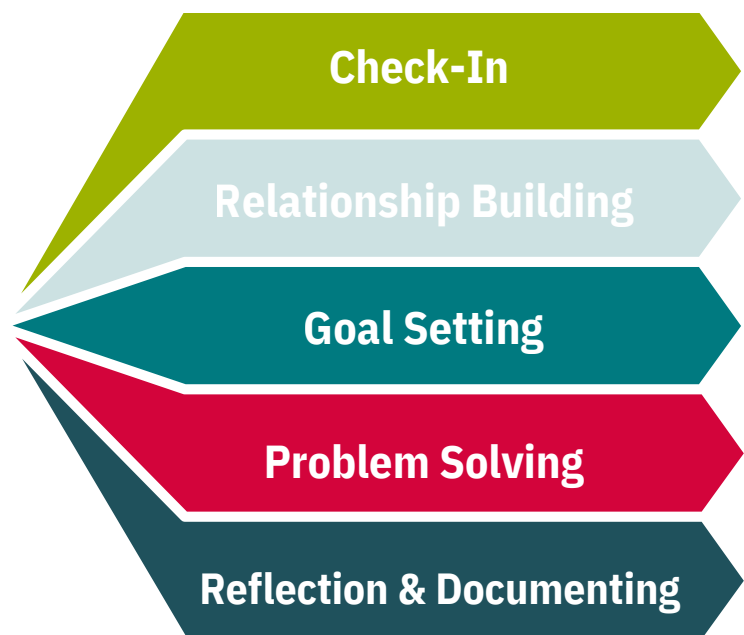 Check-In
Relationship Building
Goal Setting
Problem Solving
Reflection & Documenting